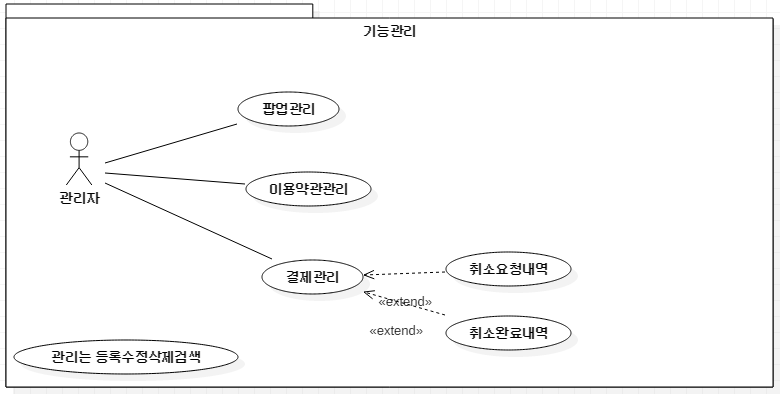 기능관리
팝업관리
이용약관관리
관리자
결제관리
취소요청내역
«extend»
취소완료내역
«extend»
관리는 등록수정삭제검색